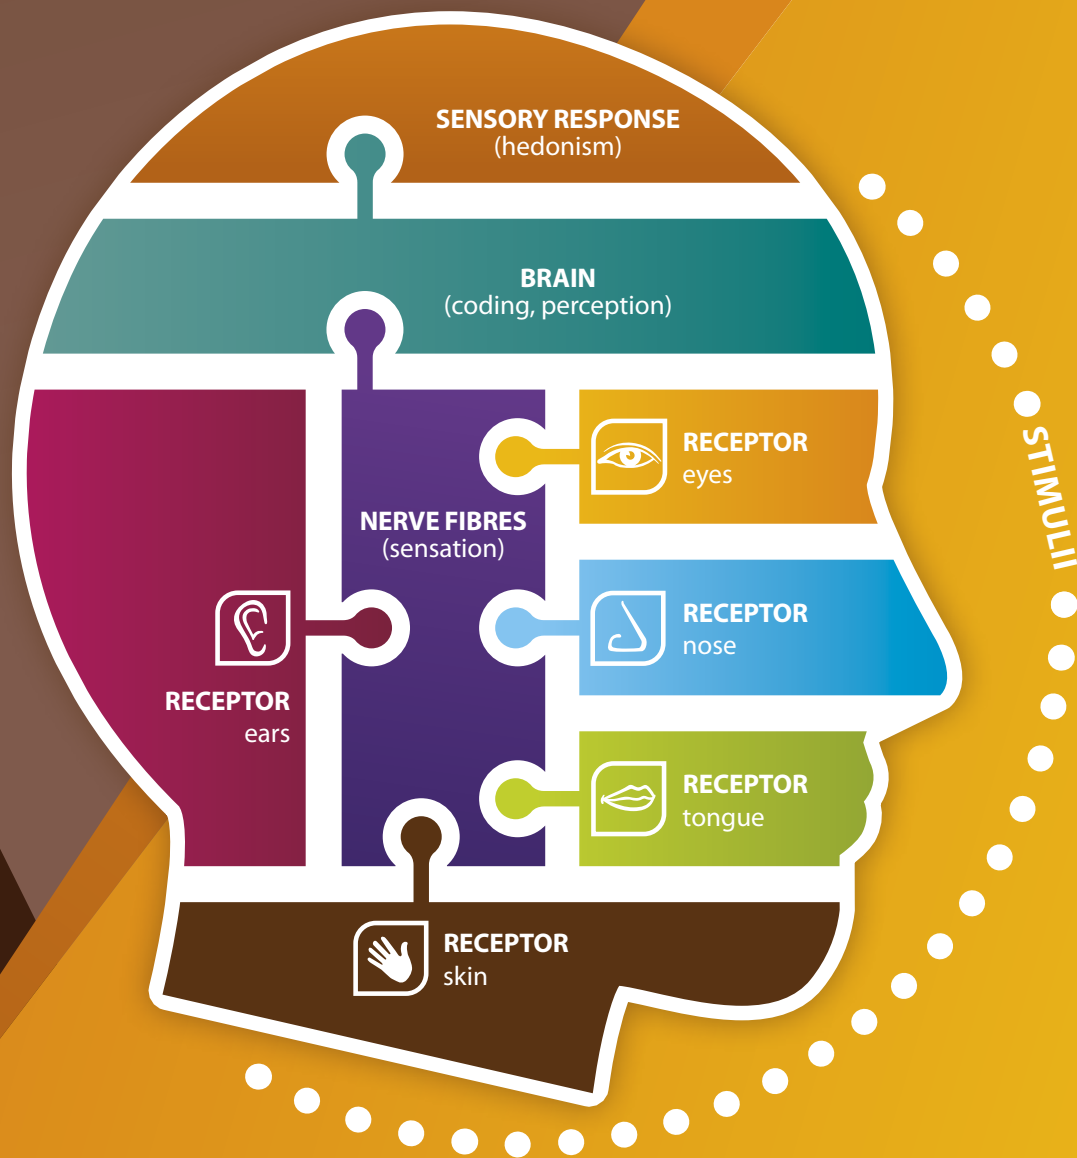 SENSORY RESPONSE
(hedonism)
BRAIN
(coding, perception)
RECEPTOR
eyes
NERVE FIBRES
(sensation)
STIMULII
RECEPTOR
nose
RECEPTOR
ears
RECEPTOR
tongue
RECEPTOR
skin